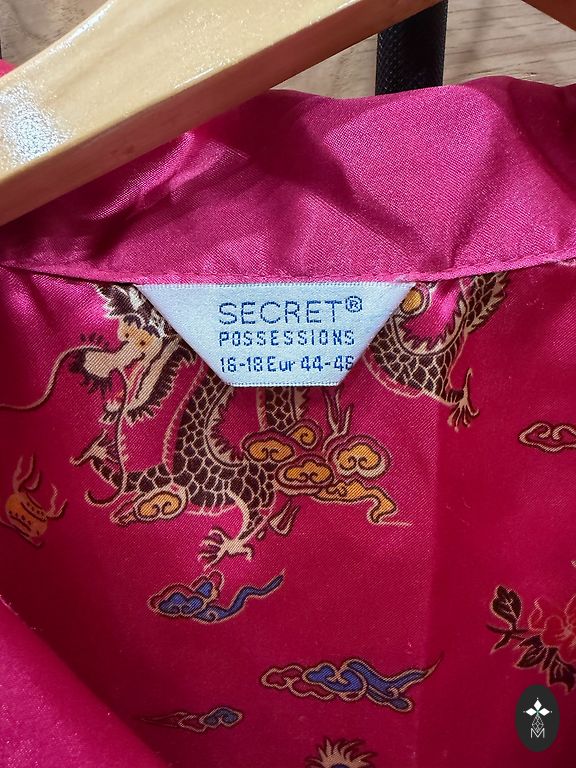 SECRET®
POSSESSIONS
16-18 Eur 44-46
M